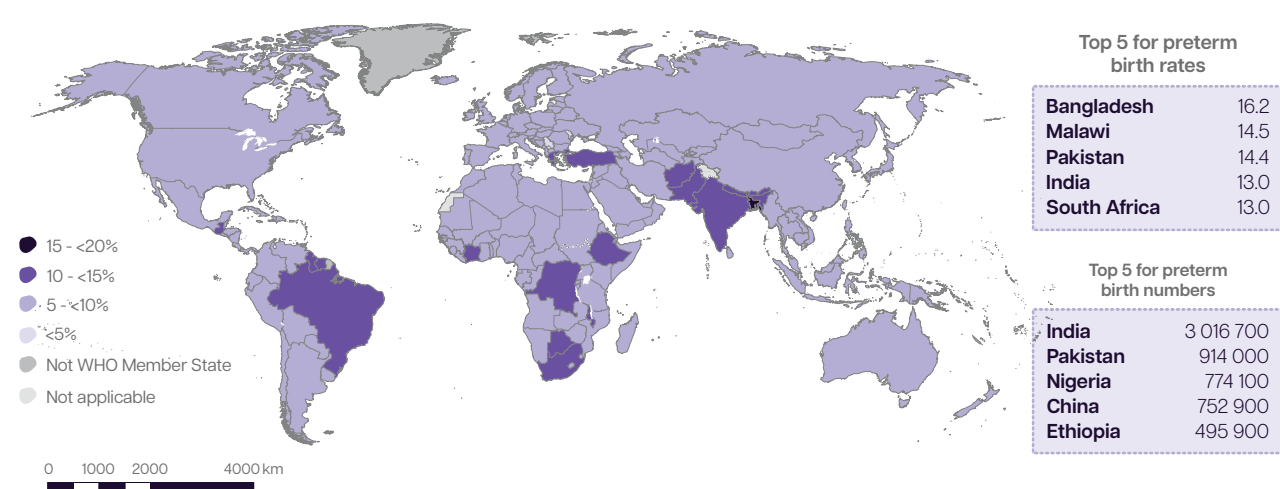 Top 5 for preterm
birth rates
Bangladesh 16.2
Malawi 14.5
Pakistan 14.4
India 13.0
South Africa 13.0
15 - <20%
10 - <15%
5 - <10%
<5%
Not WHO Member State
Not applicable
Top 5 for preterm
birth numbers
India 3 016 700
Pakistan 914 000
Nigeria 774 100
China 752 900
Ethiopia 495 900
0 1000 2000 4000 km